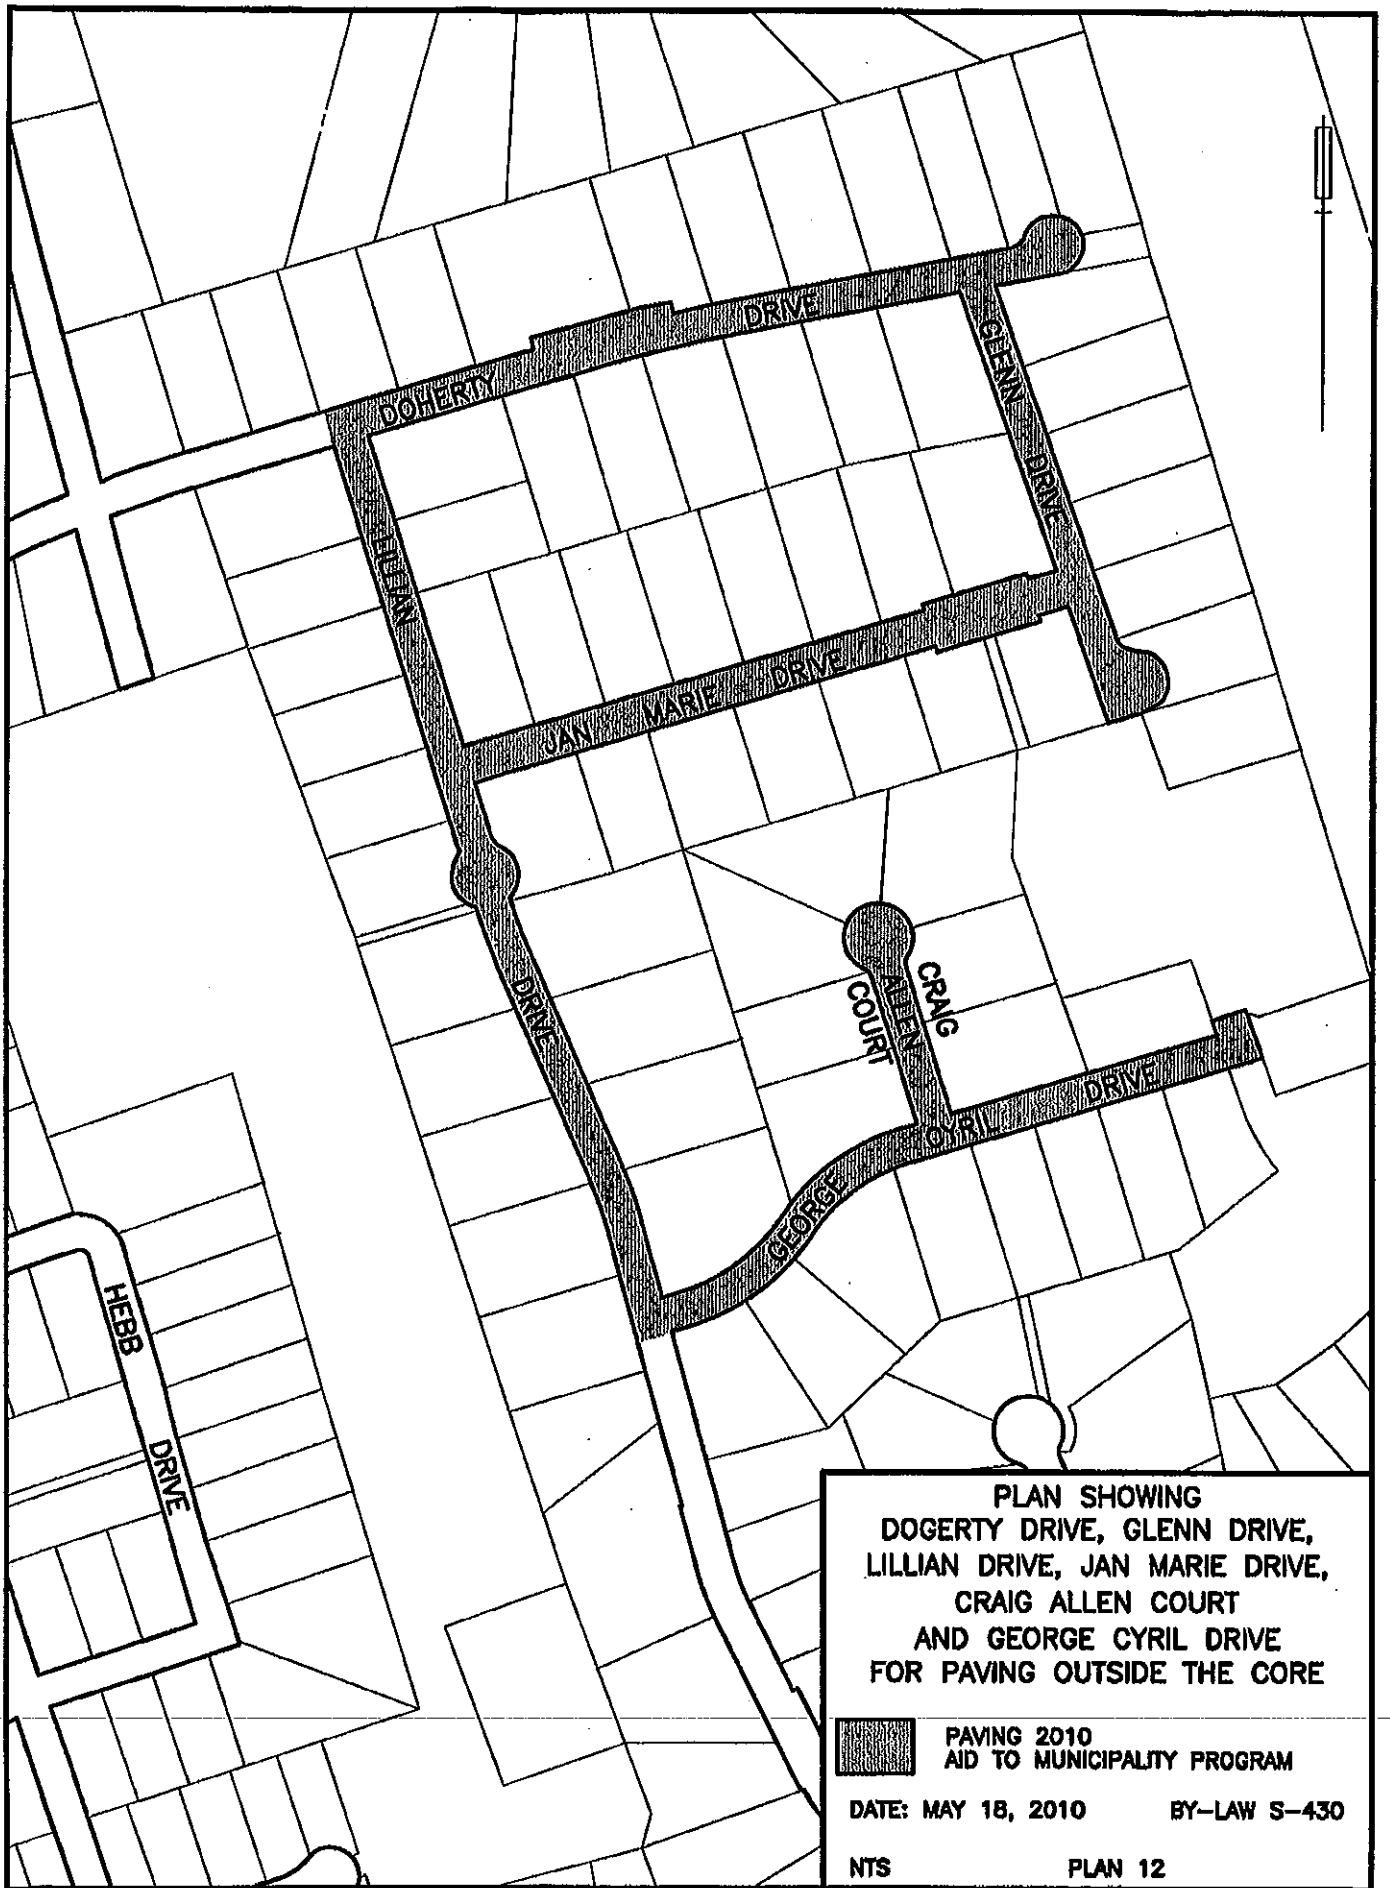 DOHERTY DRIVE
GLENN DRIVE
LILLIAN DRIVE
JAN MARIE DRIVE
CRAIG
ALLEN
COURT
GEORGE CYRIL DRIVE
HEBB DRIVE
PLAN SHOWING
DOGERTY DRIVE, GLENN DRIVE,
LILLIAN DRIVE, JAN MARIE DRIVE,
CRAIG ALLEN COURT
AND GEORGE CYRIL DRIVE
FOR PAVING OUTSIDE THE CORE
PAVING 2010
AID TO MUNICIPALITY PROGRAM
DATE: MAY 18, 2010 BY-LAW S-430
NTS PLAN 12